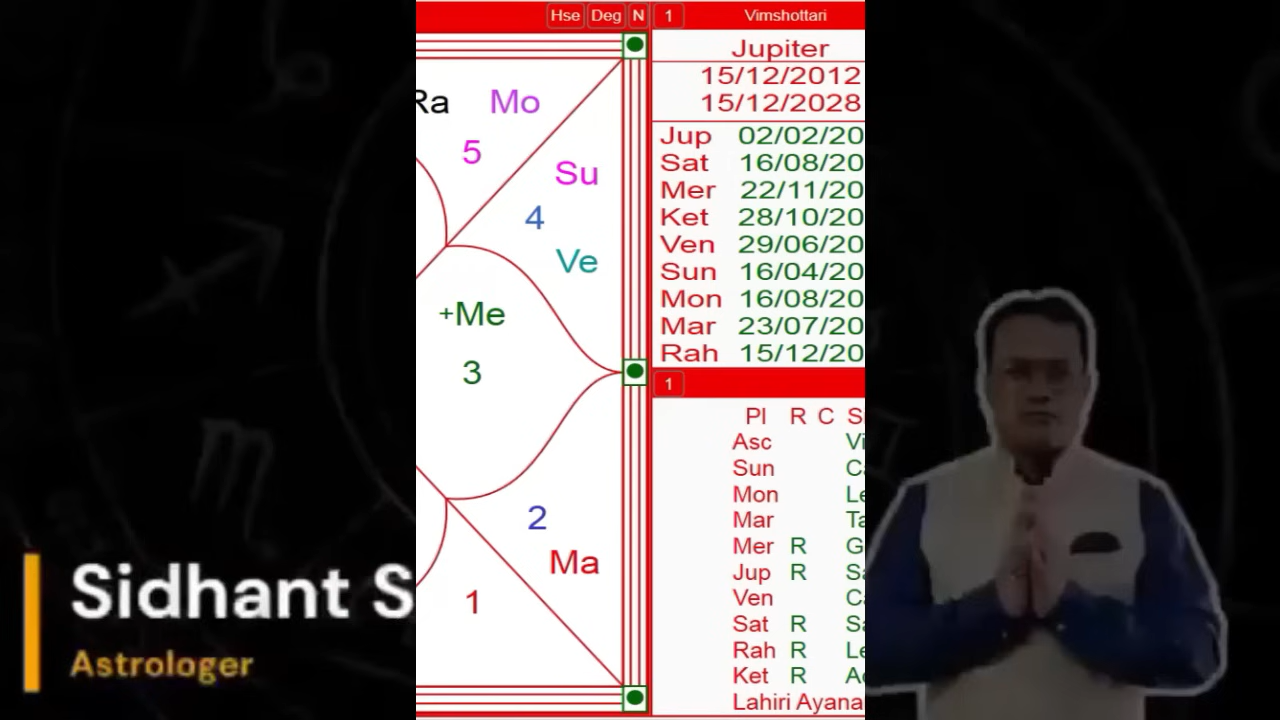 Hse Deg N
Ra Mo
5
Su
4
Ve
+Me
3
2
Ma
1
1 Vimshottari
Jupiter
15/12/2012
15/12/2028
Jup 02/02/20
Sat 16/08/20
Mer 22/11/20
Ket 28/10/20
Ven 29/06/20
Sun 16/04/20
Mon 16/08/20
Mar 23/07/20
Rah 15/12/20
1
Pl R C S
Asc Vi
Sun Ca
Mon Le
Mar Ta
Mer R G
Jup R Sa
Ven Ca
Sat R Sa
Rah R Le
Ket R A
Lahiri Ayana
Sidhant S
Astrologer